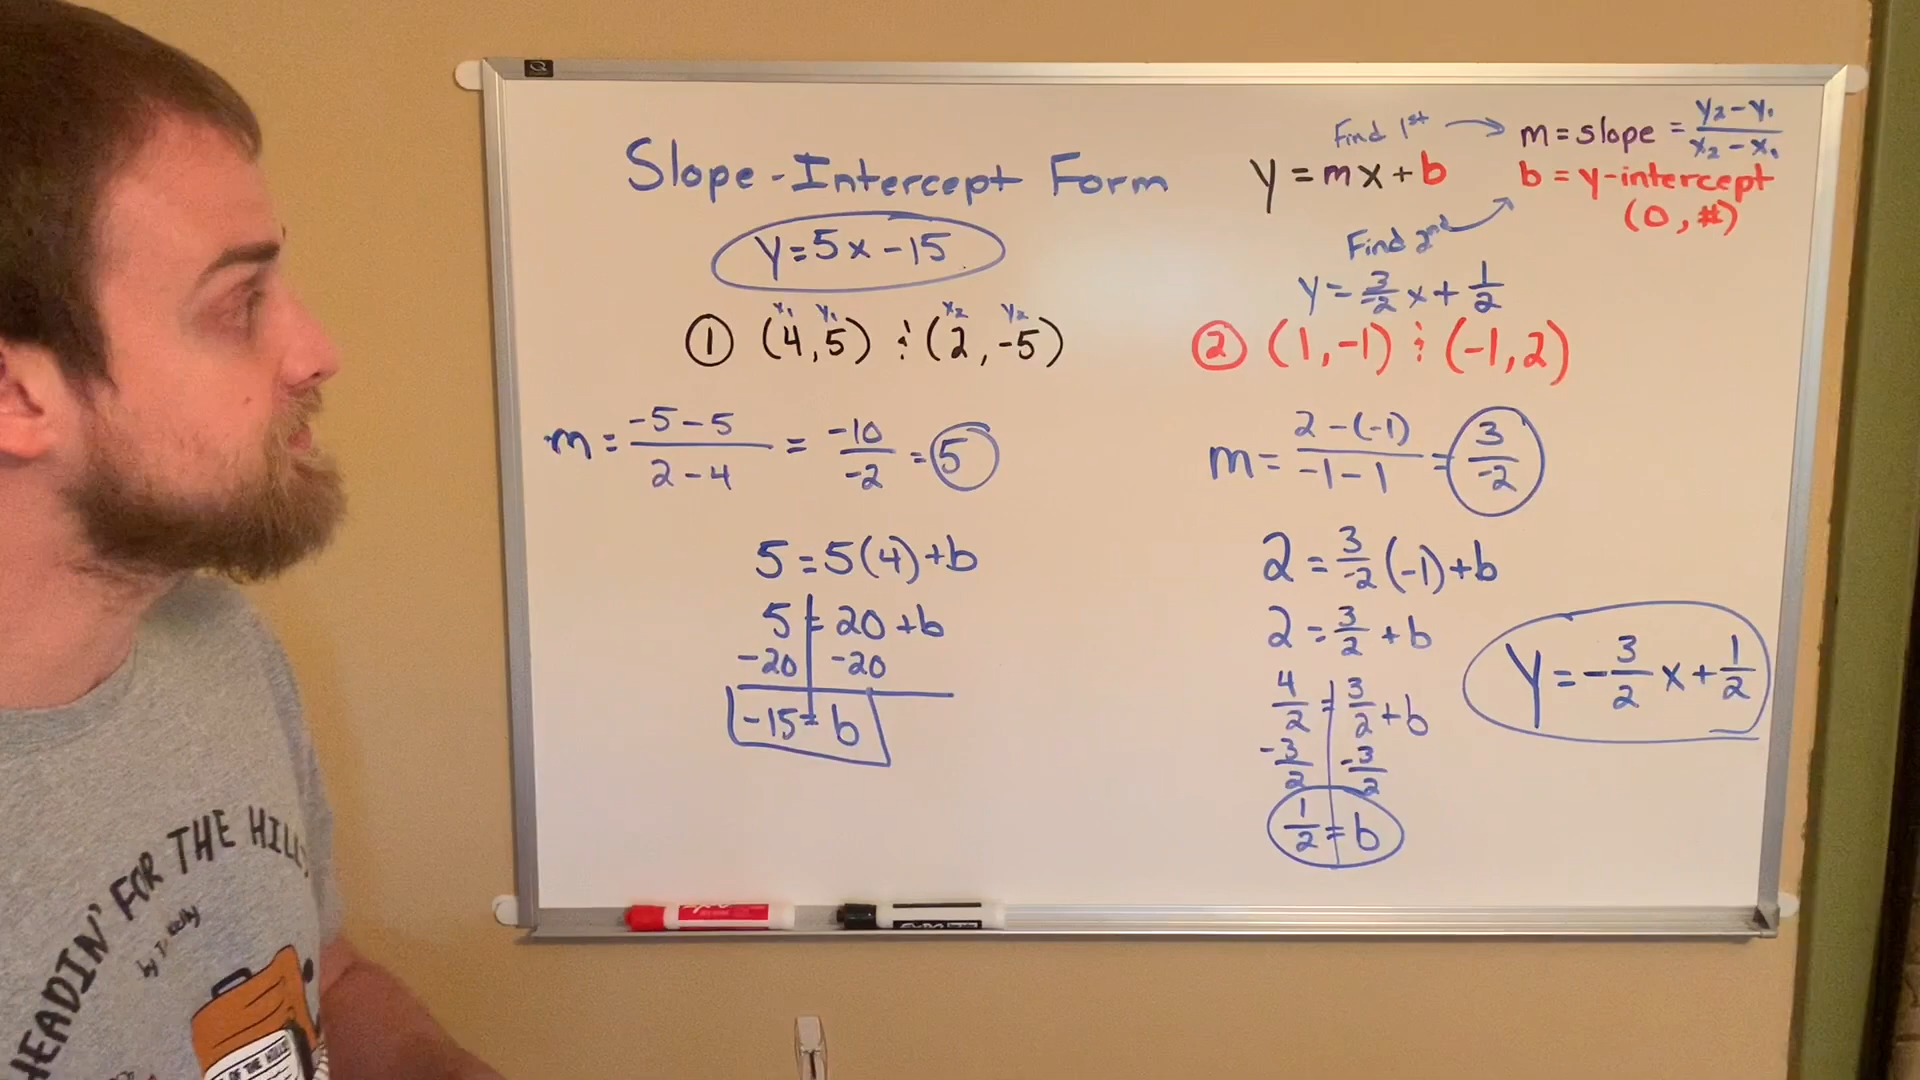 Slope-Intercept Form
y=5x-15
x₁ y₁ x₂ y₂
① (4,5) ⋮ (2,-5)
m = (-5-5)/(2-4) = -10/-2 = 5
5=5(4)+b
5=20+b
-20 -20
-15=b
Find 1st → m=slope = (y₂-y₁)/(x₂-x₁)
y=mx+b
b = y-intercept
(0,#)
Find 2nd
y=3/-2 x+1/2
② (1,-1) ⋮ (-1,2)
m= (2-(-1))/(-1-1) = 3/-2
2=3/-2(-1)+b
2=3/2+b
4/2=3/2+b
-3/2 -3/2
1/2=b
y=-3/2 x+1/2
HEADIN' FOR THE HILLS
OF THE HILLS